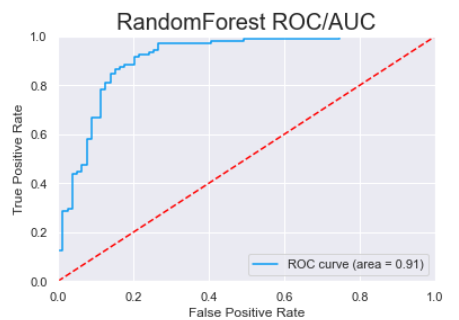 RandomForest ROC/AUC
1.0
0.8
0.6
0.4
0.2
0.0
True Positive Rate
ROC curve (area = 0.91)
0.0 0.2 0.4 0.6 0.8 1.0
False Positive Rate